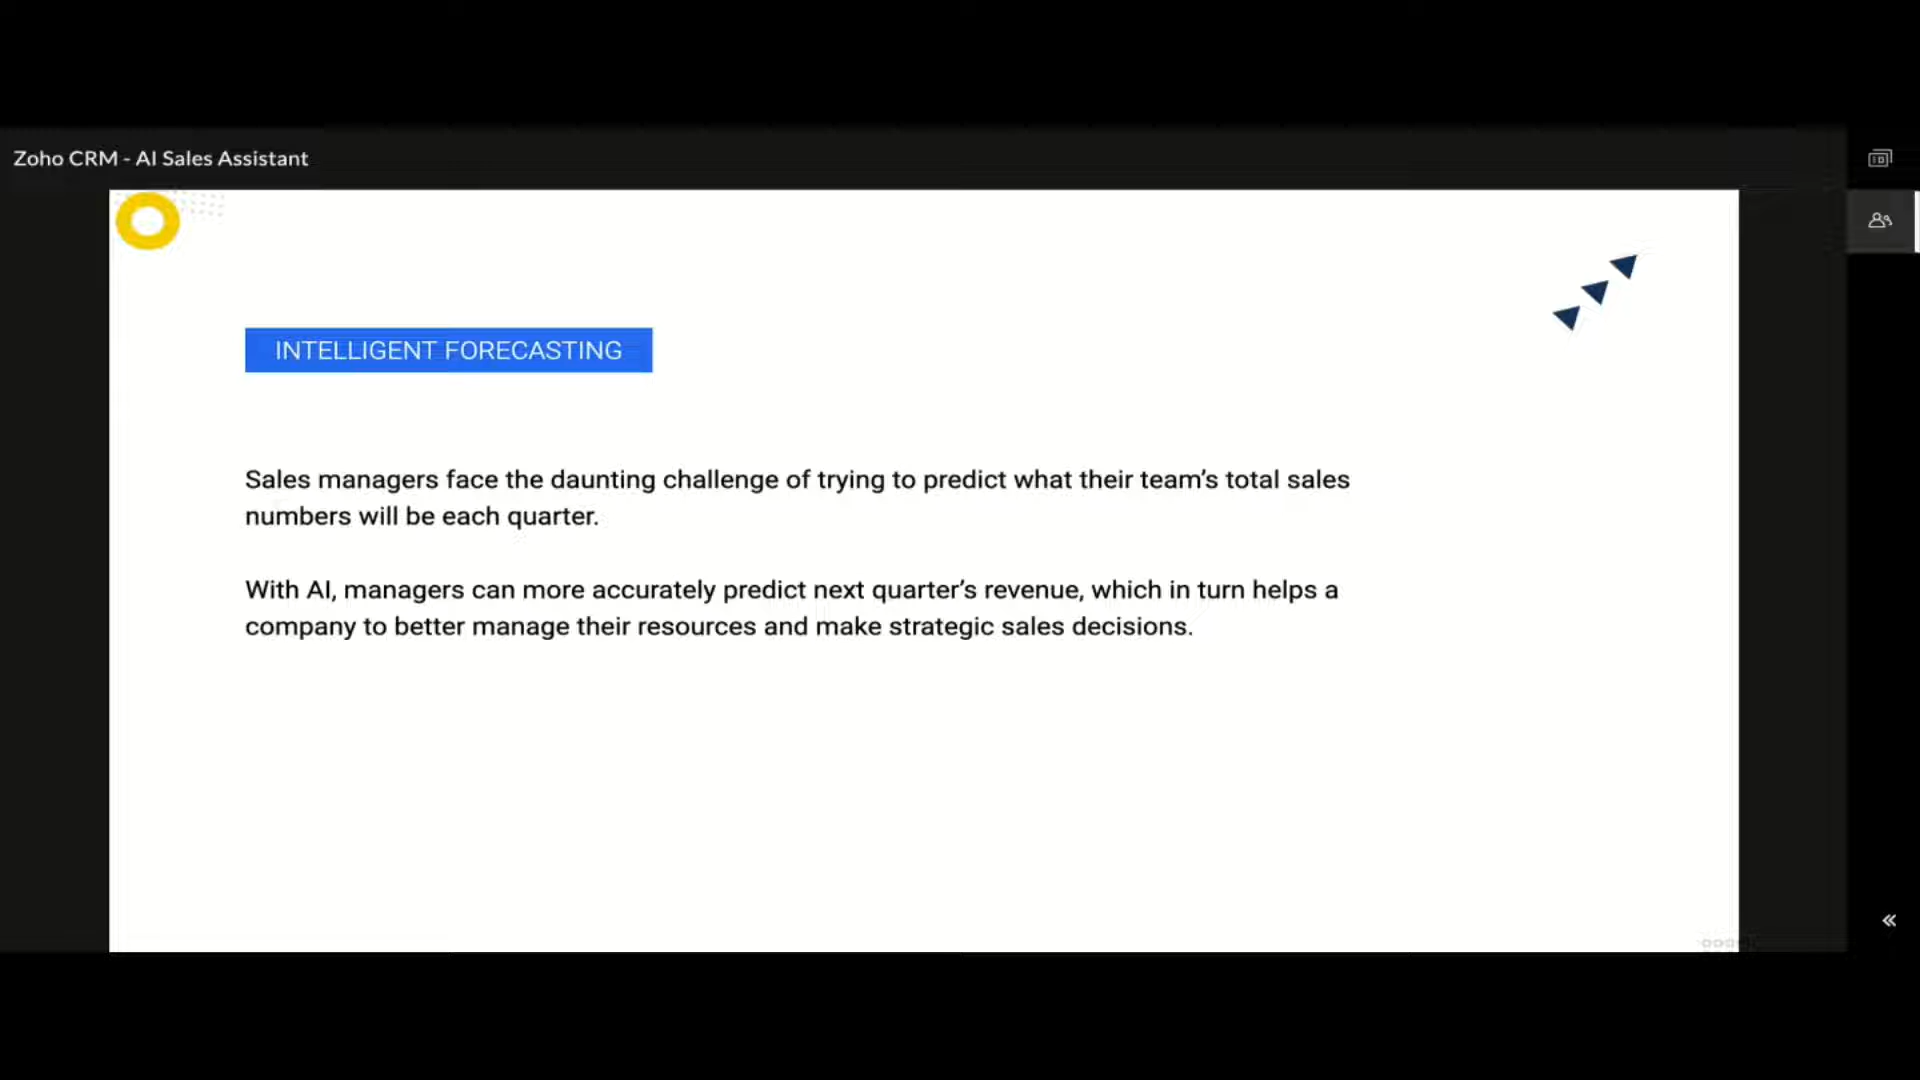 Zoho CRM - AI Sales Assistant
INTELLIGENT FORECASTING
Sales managers face the daunting challenge of trying to predict what their team’s total sales
numbers will be each quarter.
With AI, managers can more accurately predict next quarter’s revenue, which in turn helps a
company to better manage their resources and make strategic sales decisions.